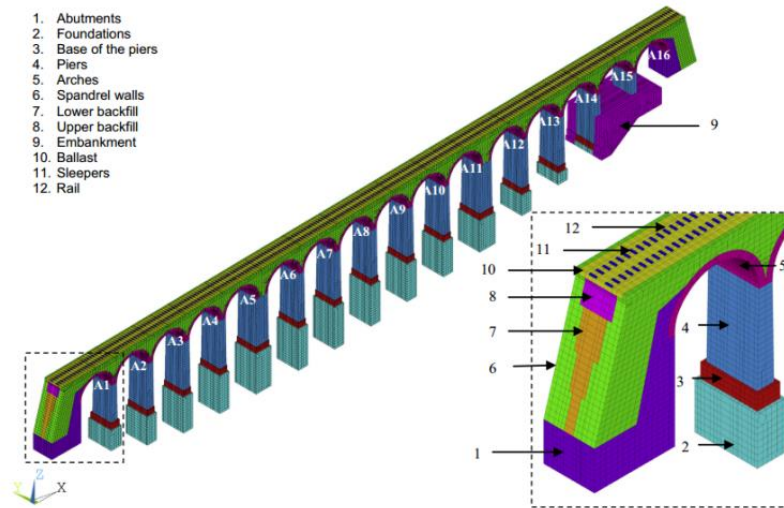 1. Abutments
2. Foundations
3. Base of the piers
4. Piers
5. Arches
6. Spandrel walls
7. Lower backfill
8. Upper backfill
9. Embankment
10. Ballast
11. Sleepers
12. Rail
A16
A15
A14
A13
A12
A11
A10
A9
A8
A7
A6
A5
A4
A3
A2
A1
9
12
11
10
8
7
6
5
4
3
2
1
Z
Y
X